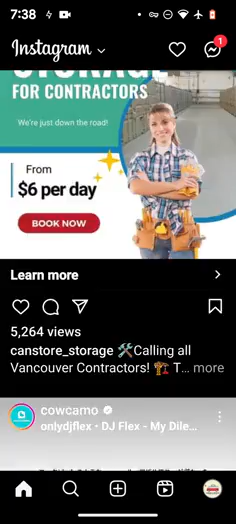 7:38
Instagram
1
STORAGE
FOR CONTRACTORS
We're just down the road!
From
$6 per day
BOOK NOW
Learn more
5,264 views
canstore_storage 🛠️Calling all
Vancouver Contractors! 🏗️ T... more
cowcamo
onlydjflex • DJ Flex - My Dile...